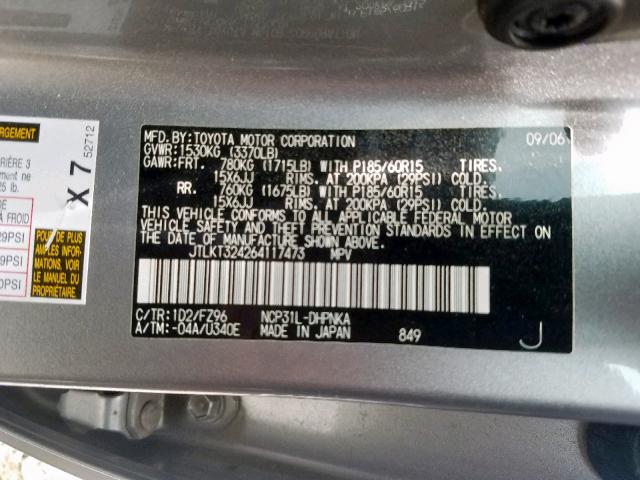 MFD. BY: TOYOTA MOTOR CORPORATION 09/06
GVWR: 1530KG (3370LB)
GAWR: FRT. 780KG (1715LB) WITH P185/60R15 TIRES.
15X6JJ RIMS. AT 200KPA (29PSI) COLD.
RR. 760KG (1675LB) WITH P185/60R15 TIRES.
15X6JJ RIMS. AT 200KPA (29PSI) COLD.
THIS VEHICLE CONFORMS TO ALL APPLICABLE FEDERAL MOTOR
VEHICLE SAFETY AND THEFT PREVENTION STANDARDS IN EFFECT ON
THE DATE OF MANUFACTURE SHOWN ABOVE.
JTLKT324264117473 MPV
C/TR: 1D2/FZ96 NCP31L-DHPNKA
A/TM: -04A/U340E MADE IN JAPAN 849
J
X 7
52712
25 lb.
A FROID
29PSI
POUR DE PLUS
AMPLES INFOR-
MATIONS, VOIR
LE MANUEL DU
PROPRIÉTAIRE.